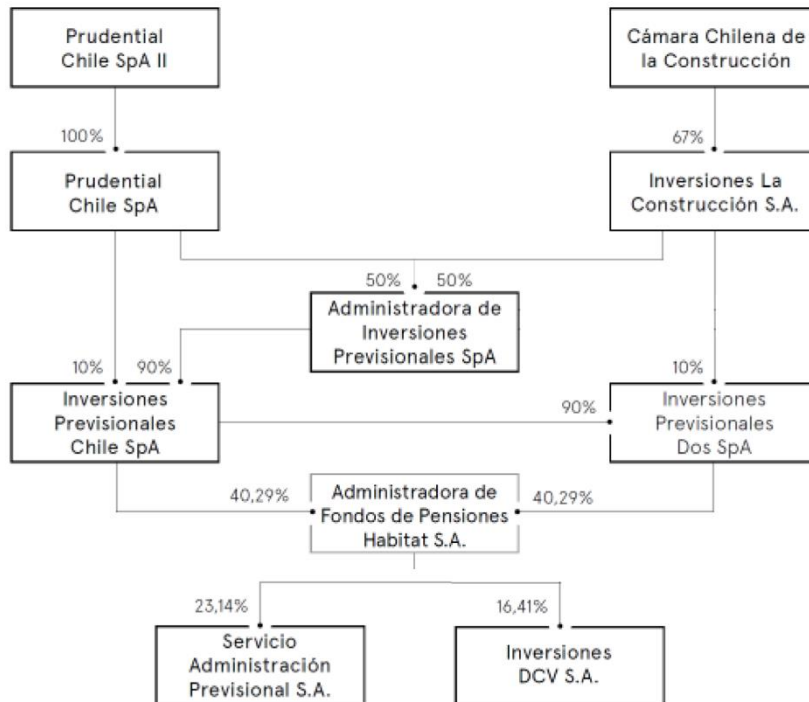 Prudential
Chile SpA II
Cámara Chilena de
la Construcción
100%
67%
Prudential
Chile SpA
Inversiones La
Construcción S.A.
50%
50%
Administradora de
Inversiones
Previsionales SpA
10%
90%
10%
Inversiones
Previsionales
Chile SpA
90%
Inversiones
Previsionales
Dos SpA
40,29%
Administradora de
Fondos de Pensiones
Habitat S.A.
40,29%
23,14%
16,41%
Servicio
Administración
Previsional S.A.
Inversiones
DCV S.A.